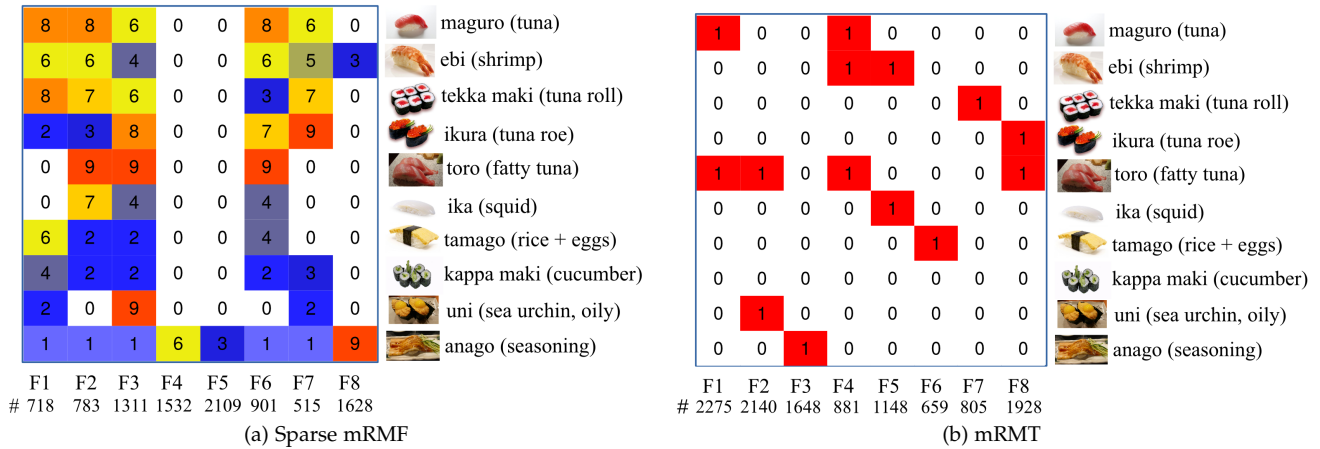 8 8 6 0 0 8 6 0 maguro (tuna)
6 6 4 0 0 6 5 3 ebi (shrimp)
8 7 6 0 0 3 7 0 tekka maki (tuna roll)
2 3 8 0 0 7 9 0 ikura (tuna roe)
0 9 9 0 0 9 0 0 toro (fatty tuna)
0 7 4 0 0 4 0 0 ika (squid)
6 2 2 0 0 4 0 0 tamago (rice + eggs)
4 2 2 0 0 2 3 0 kappa maki (cucumber)
2 0 9 0 0 0 2 0 uni (sea urchin, oily)
1 1 1 6 3 1 1 9 anago (seasoning)
F1 F2 F3 F4 F5 F6 F7 F8
# 718 783 1311 1532 2109 901 515 1628
(a) Sparse mRMF
1 0 0 1 0 0 0 0 maguro (tuna)
0 0 0 1 1 0 0 0 ebi (shrimp)
0 0 0 0 0 0 1 0 tekka maki (tuna roll)
0 0 0 0 0 0 0 1 ikura (tuna roe)
1 1 0 1 0 0 0 1 toro (fatty tuna)
0 0 0 0 1 0 0 0 ika (squid)
0 0 0 0 0 1 0 0 tamago (rice + eggs)
0 0 0 0 0 0 0 0 kappa maki (cucumber)
0 1 0 0 0 0 0 0 uni (sea urchin, oily)
0 0 1 0 0 0 0 0 anago (seasoning)
F1 F2 F3 F4 F5 F6 F7 F8
# 2275 2140 1648 881 1148 659 805 1928
(b) mRMT